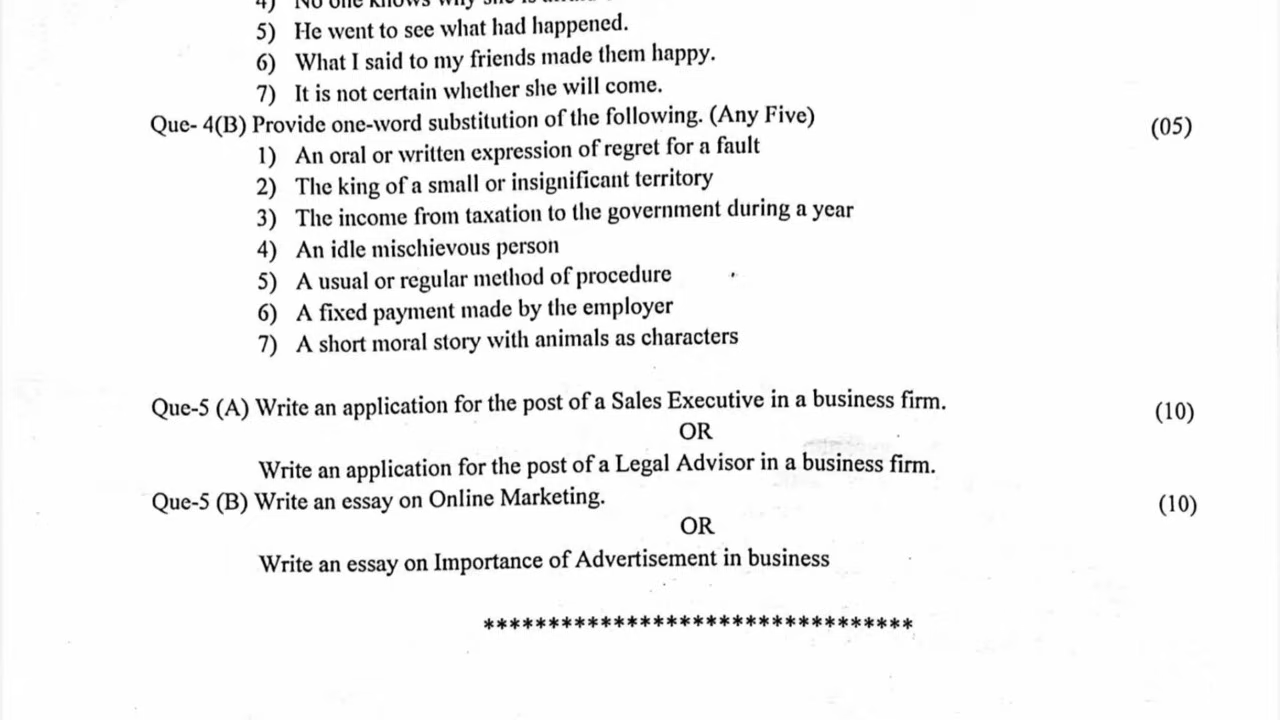 4) No one knows why she is
5) He went to see what had happened.
6) What I said to my friends made them happy.
7) It is not certain whether she will come.
Que- 4(B) Provide one-word substitution of the following. (Any Five) (05)
1) An oral or written expression of regret for a fault
2) The king of a small or insignificant territory
3) The income from taxation to the government during a year
4) An idle mischievous person
5) A usual or regular method of procedure
6) A fixed payment made by the employer
7) A short moral story with animals as characters
Que-5 (A) Write an application for the post of a Sales Executive in a business firm. (10)
OR
Write an application for the post of a Legal Advisor in a business firm.
Que-5 (B) Write an essay on Online Marketing. (10)
OR
Write an essay on Importance of Advertisement in business
*********************************